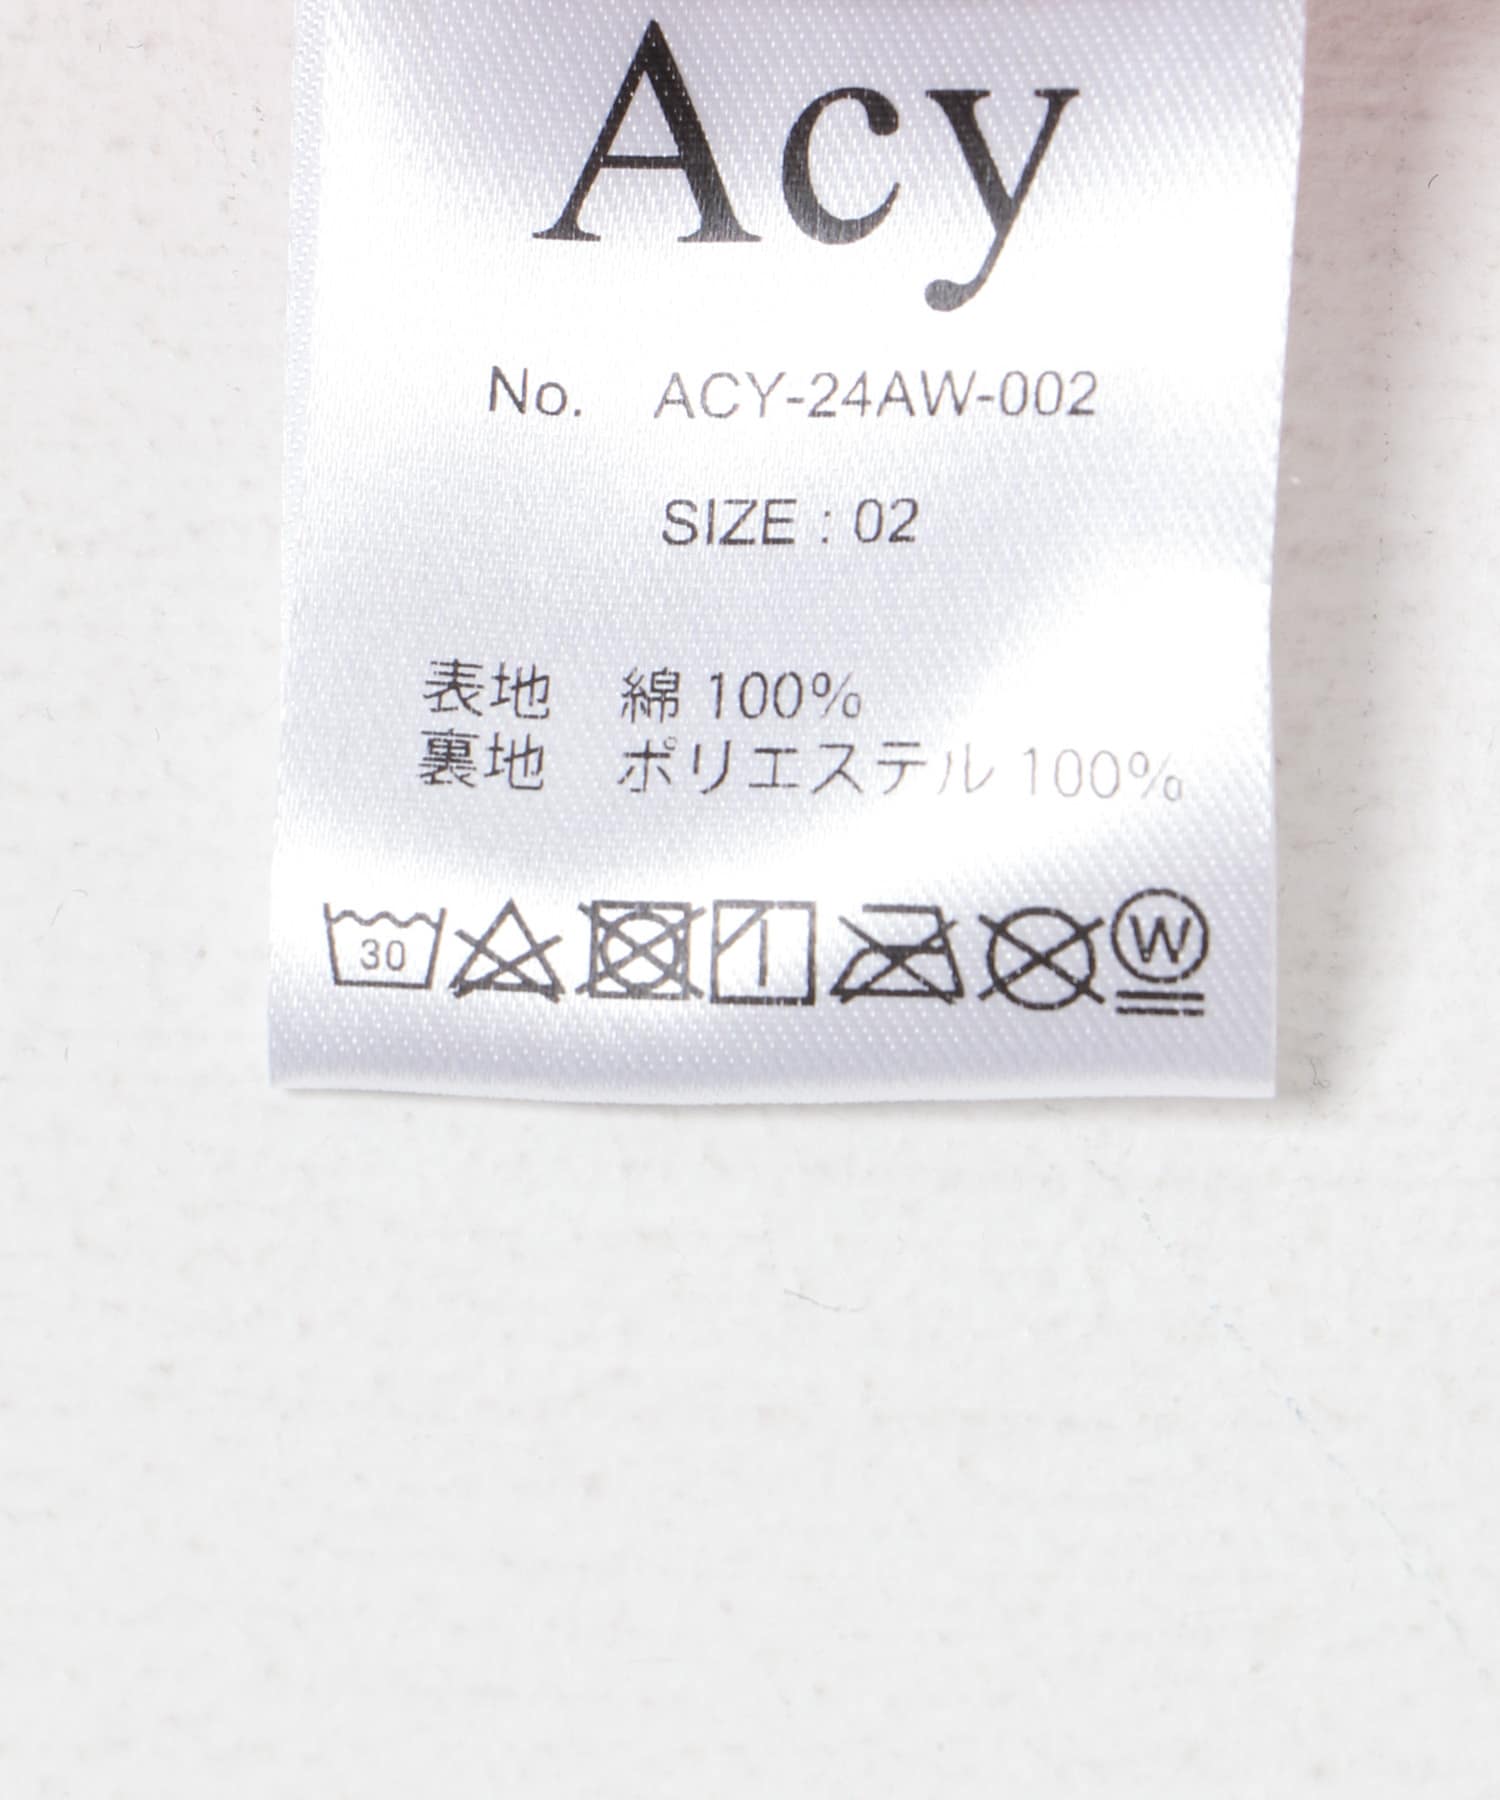 Acy
No. ACY-24AW-002
SIZE : 02
表地 綿 100%
裏地 ポリエステル 100%
30 W